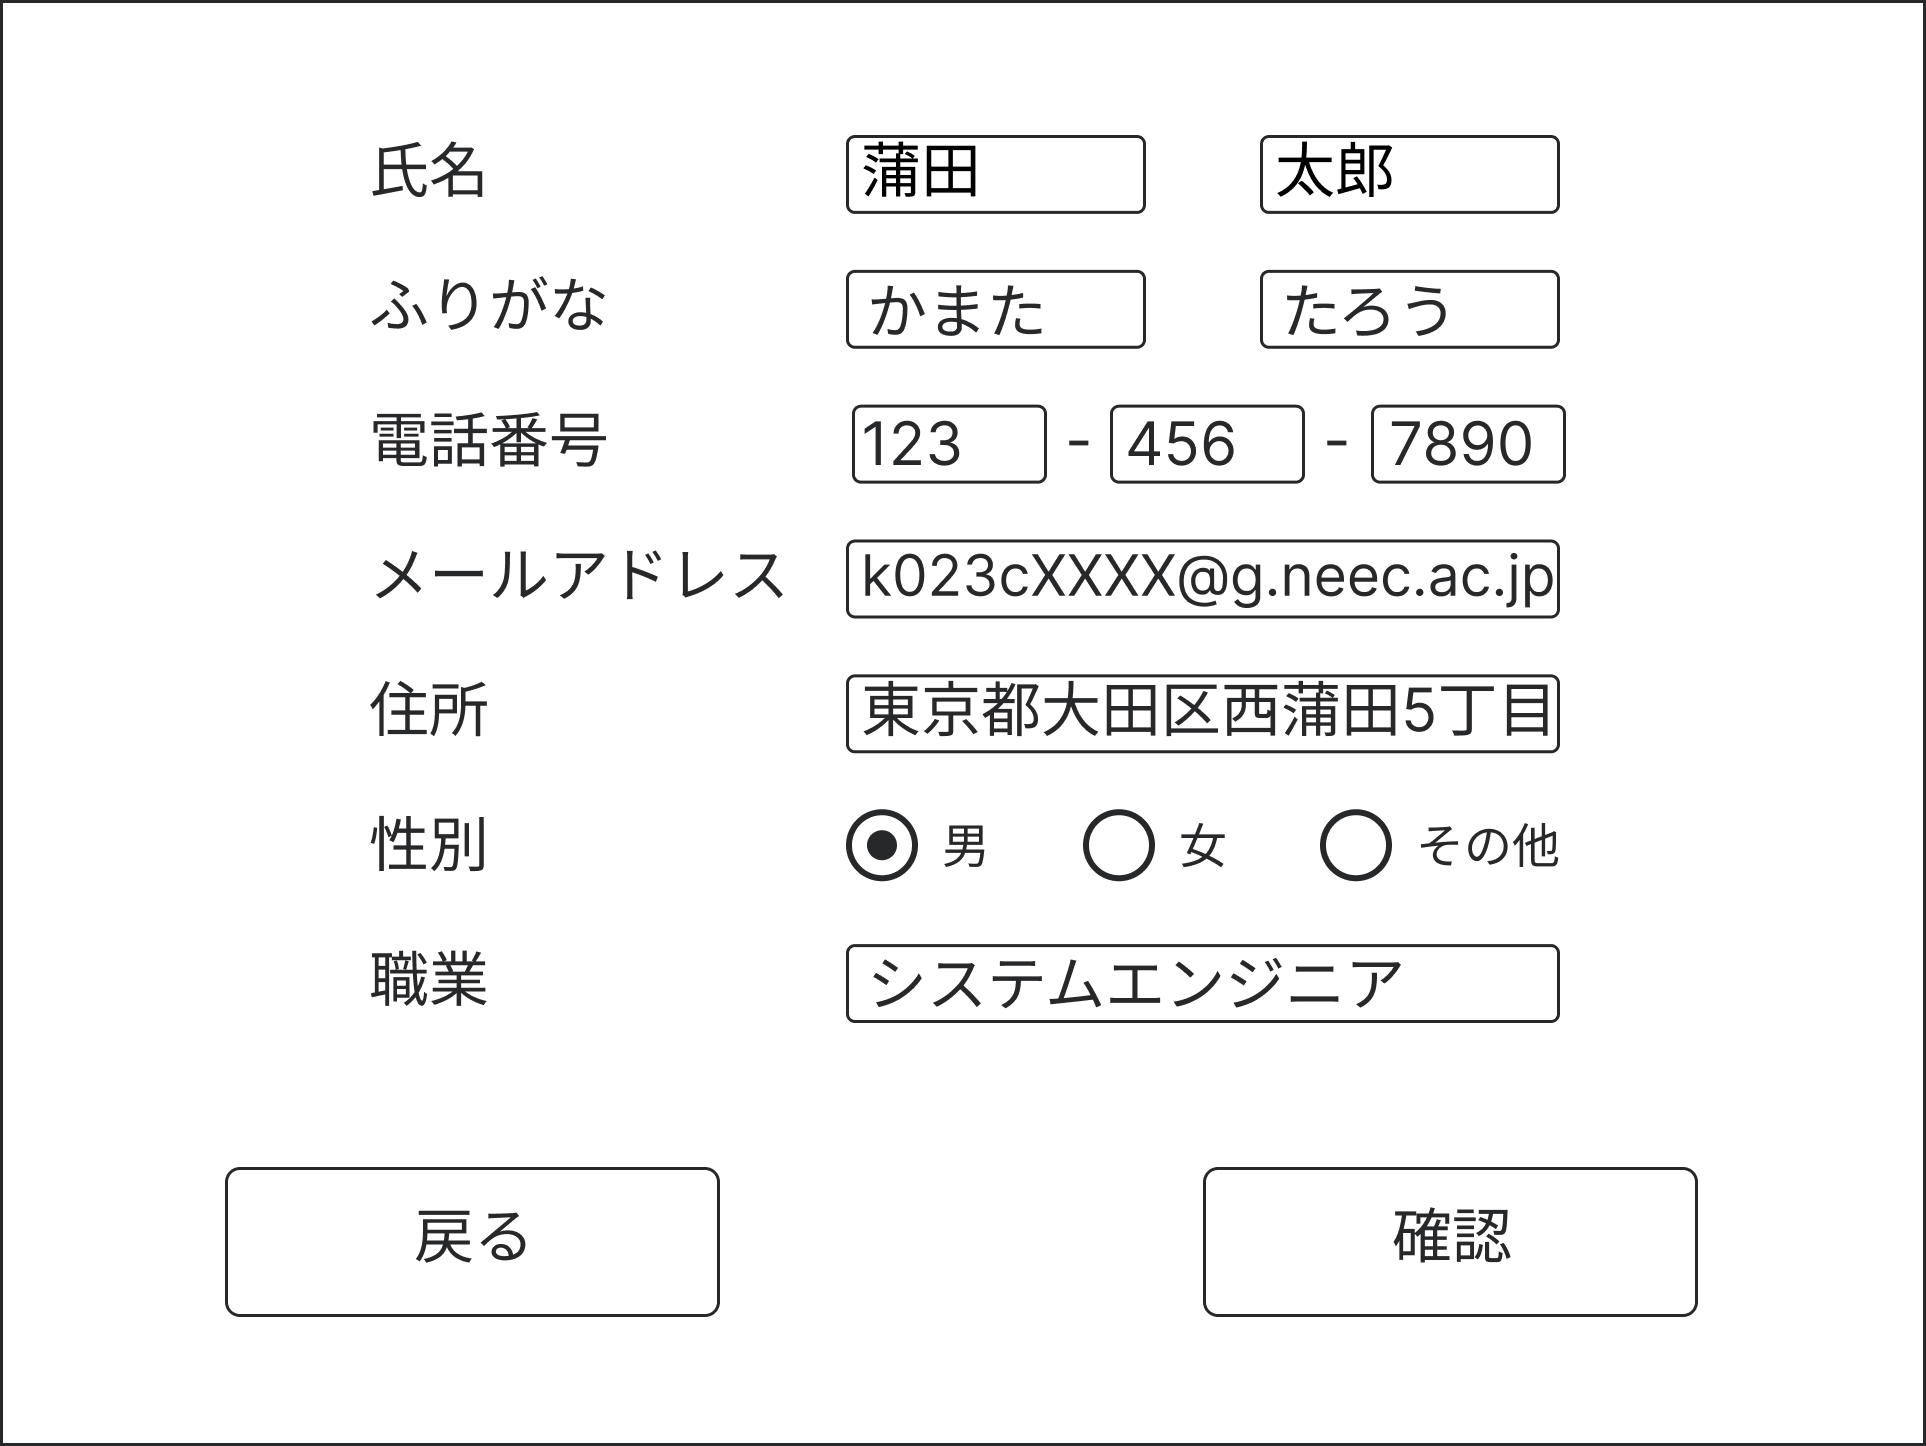 氏名 蒲田 太郎
ふりがな かまた たろう
電話番号 123 - 456 - 7890
メールアドレス k023cXXXX@g.neec.ac.jp
住所 東京都大田区西蒲田5丁目
性別 男 女 その他
職業 システムエンジニア
戻る 確認